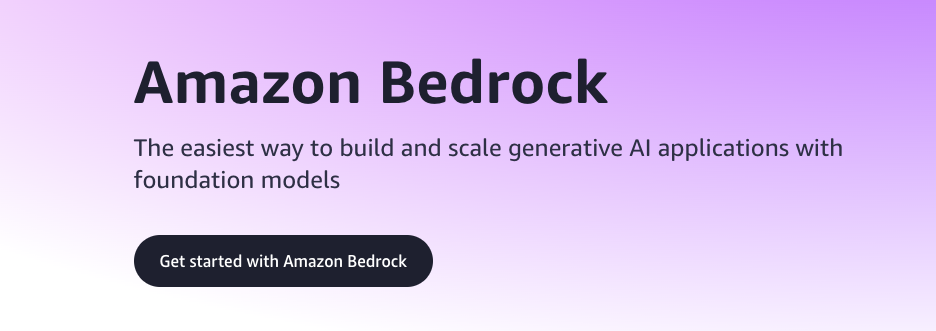 Amazon Bedrock
The easiest way to build and scale generative AI applications with
foundation models
Get started with Amazon Bedrock